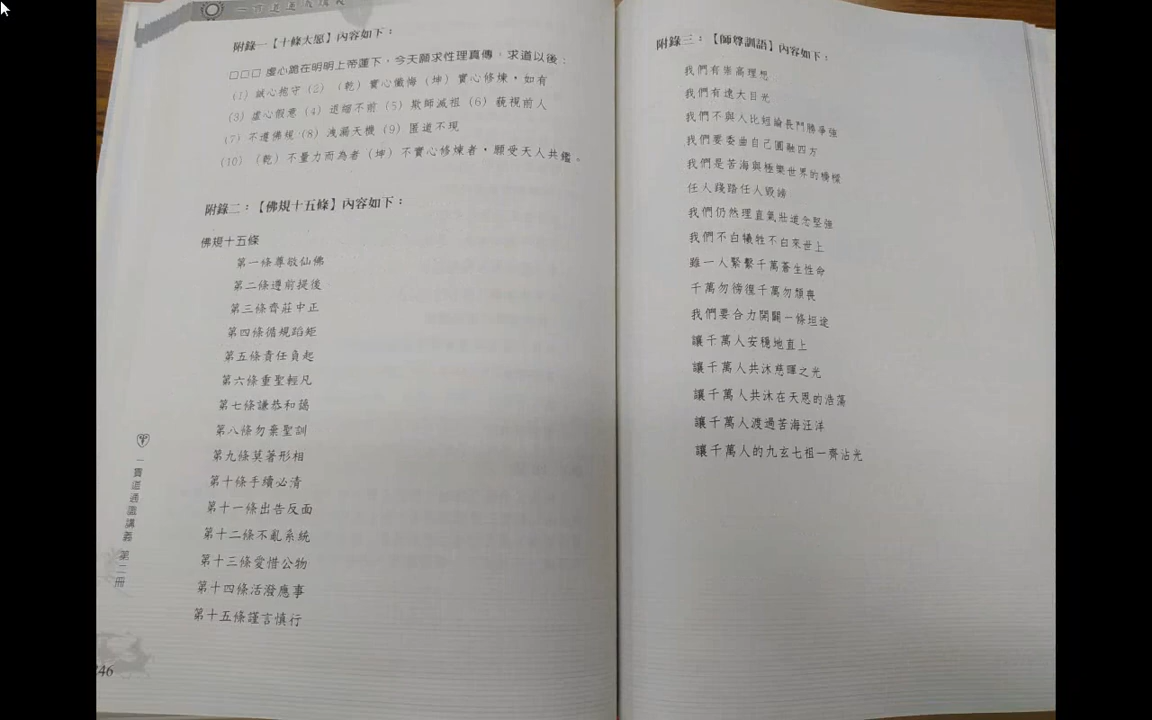 一貫道通識講義
附錄一【十條大愿】內容如下：
□□□ 虛心跪在明明上帝蓮下，今天願求性理真傳，求道以後：
(1) 誠心抱守 (2) (乾) 實心懺悔 (坤) 實心修煉，如有
(3) 虛心假意 (4) 退縮不前 (5) 欺師滅祖 (6) 藐視前人
(7) 不遵佛規 (8) 洩漏天機 (9) 匿道不現
(10) (乾) 不量力而為者 (坤) 不實心修煉者，願受天人共鑑。
附錄二：【佛規十五條】內容如下：
佛規十五條
第一條尊敬仙佛
第二條遵前提後
第三條齊莊中正
第四條循規蹈矩
第五條責任負起
第六條重聖輕凡
第七條謙恭和藹
第八條勿棄聖訓
第九條莫著形相
第十條手續必清
第十一條出告反面
第十二條不亂系統
第十三條愛惜公物
第十四條活潑應事
第十五條謹言慎行
一貫道通識講義 第二冊
46
附錄三：【師尊訓語】內容如下：
我們有崇高理想
我們有遠大目光
我們不與人比短論長鬥勝爭強
我們要委曲自己圓融四方
我們是苦海與極樂世界的橋樑
任人踐踏任人毀謗
我們仍然理直氣壯道念堅強
我們不白犧牲不白來世上
雖一人緊繫千萬蒼生性命
千萬勿徬徨千萬勿頹喪
我們要合力開闢一條坦途
讓千萬人安穩地直上
讓千萬人共沐慈暉之光
讓千萬人共沐在天恩的浩蕩
讓千萬人渡過苦海汪洋
讓千萬人的九玄七祖一齊沾光